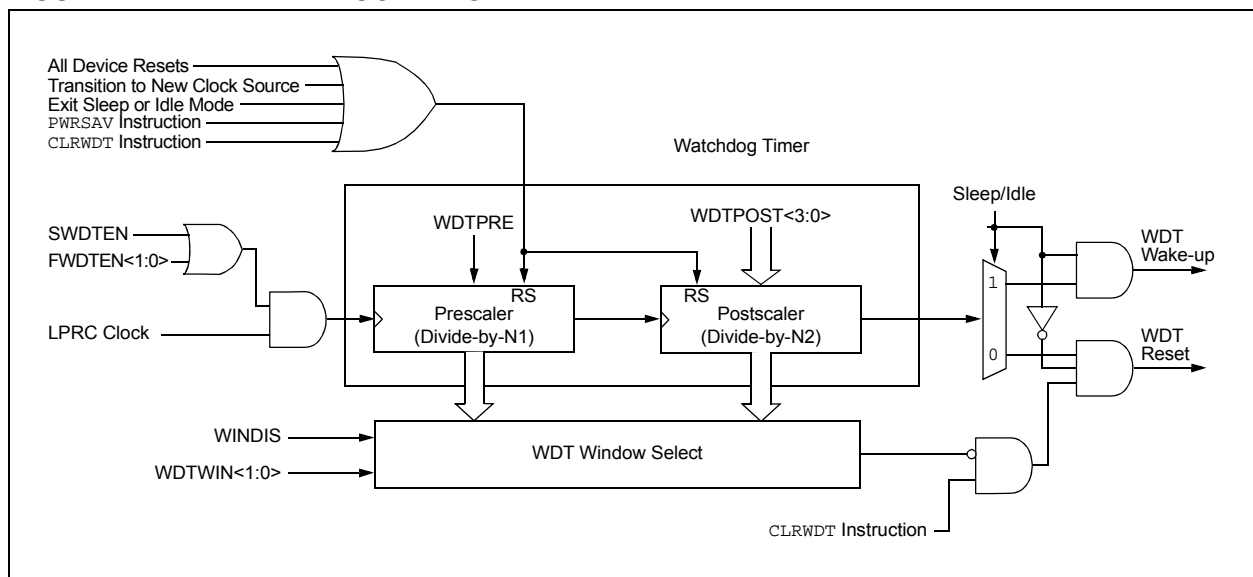 All Device Resets
Transition to New Clock Source
Exit Sleep or Idle Mode
PWRSAV Instruction
CLRWDT Instruction
Watchdog Timer
Sleep/Idle
WDTPRE
WDTPOST<3:0>
SWDTEN
FWDTEN<1:0>
WDT
Wake-up
RS
RS
1
Prescaler
(Divide-by-N1)
Postscaler
(Divide-by-N2)
LPRC Clock
0
WDT
Reset
WINDIS
WDT Window Select
WDTWIN<1:0>
CLRWDT Instruction